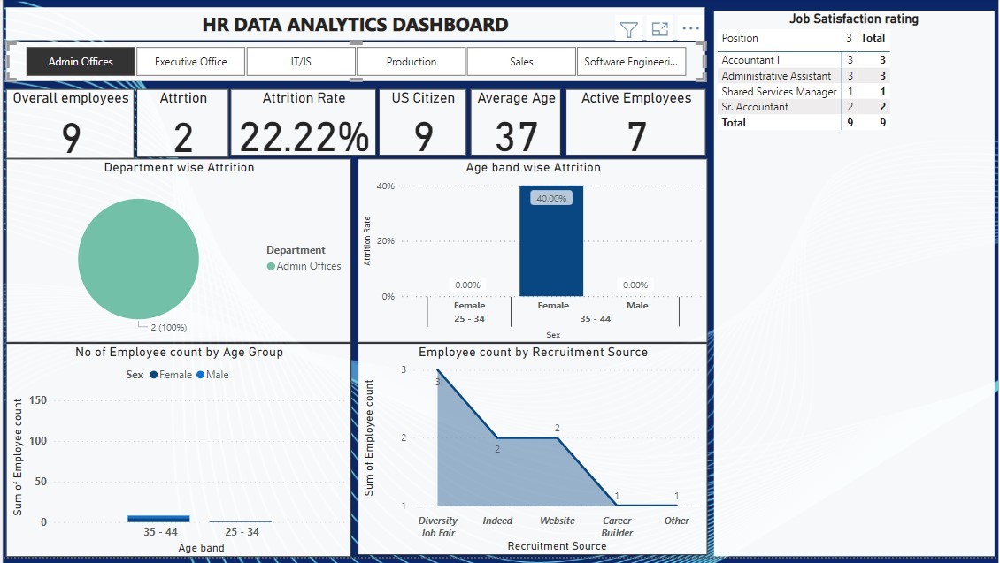 HR DATA ANALYTICS DASHBOARD
Admin Offices
Executive Office
IT/IS
Production
Sales
Software Engineeri...
Overall employees
9
Attrtion
2
Attrition Rate
22.22%
US Citizen
9
Average Age
37
Active Employees
7
Department wise Attrition
Department
Admin Offices
2 (100%)
Age band wise Attrition
Attrition Rate
40%
20%
0%
0.00%
40.00%
0.00%
Female Female Male
25 - 34 35 - 44
Sex
No of Employee count by Age Group
Sex Female Male
Sum of Employee count
150
100
50
0
35 - 44 25 - 34
Age band
Employee count by Recruitment Source
Sum of Employee count
3
2
1
3
2
2
1
1
Diversity
Job Fair
Indeed
Website
Career
Builder
Other
Recruitment Source
Job Satisfaction rating
Position 3 Total
Accountant I 3 3
Administrative Assistant 3 3
Shared Services Manager 1 1
Sr. Accountant 2 2
Total 9 9